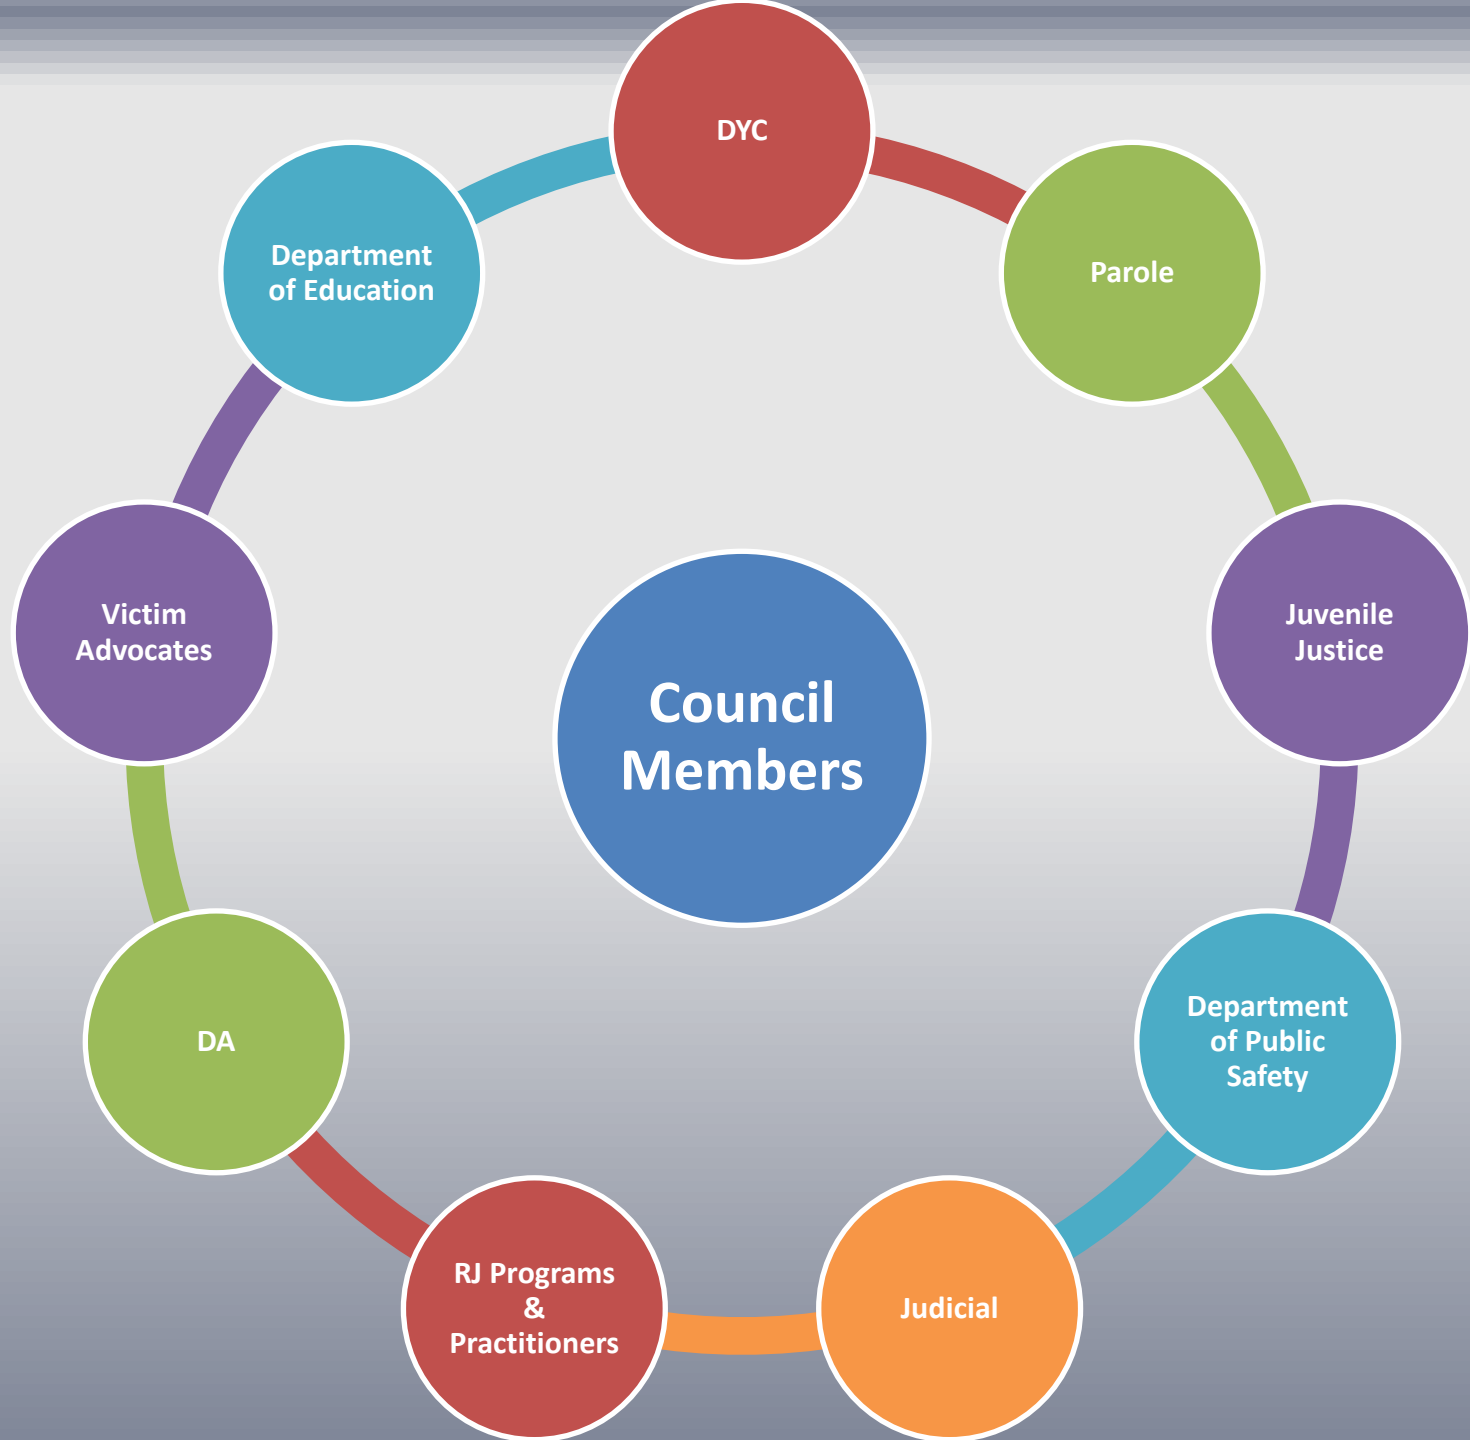 DYC
Department
of Education
Parole
Victim
Advocates
Juvenile
Justice
Council
Members
DA
Department
of Public
Safety
RJ Programs
&
Practitioners
Judicial